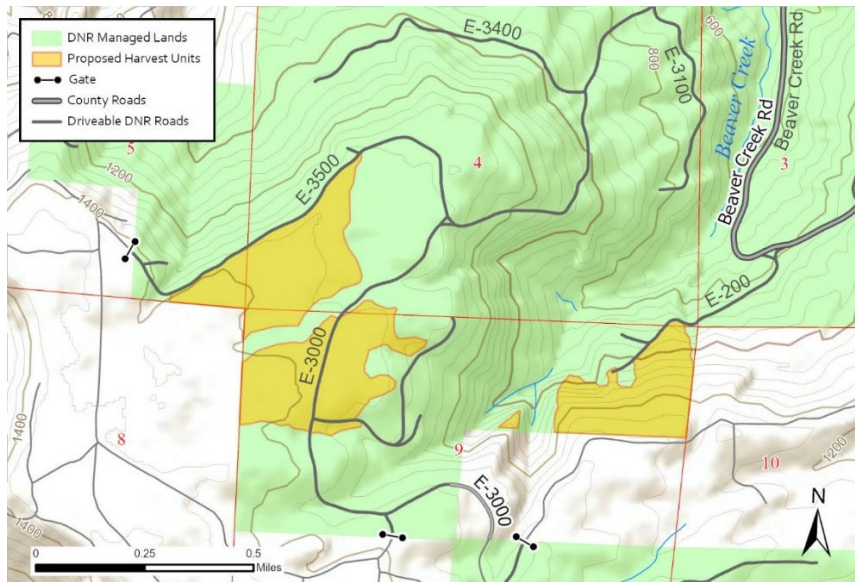 DNR Managed Lands
Proposed Harvest Units
Gate
County Roads
Driveable DNR Roads
E-3400
E-3100
600
800
Beaver Creek
Beaver Creek Rd
Beaver Creek Rd
5
1200
1400
E-3500
4
3
E-200
E-3000
8
9
10
1400
1400
1200
E-3000
N
0
0.25
0.5
Miles